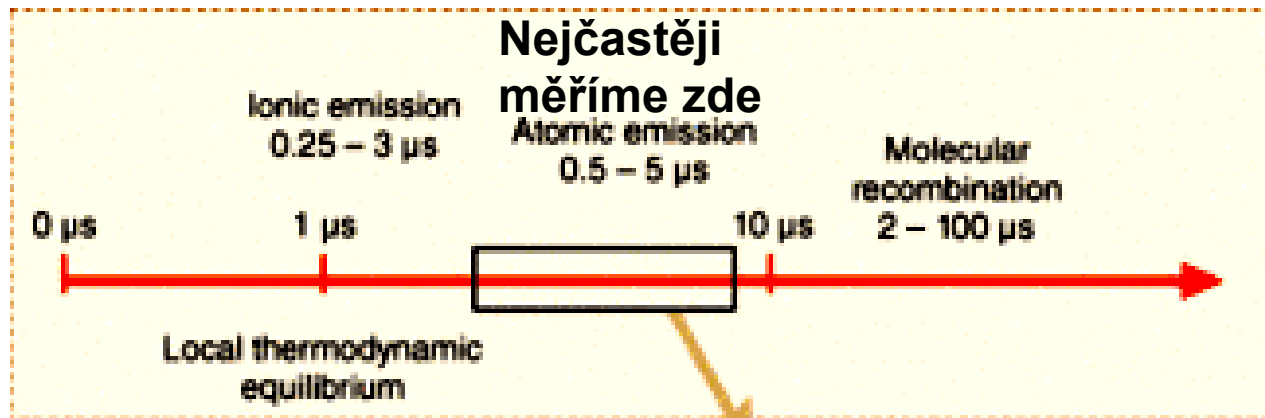 Nejčastěji
měříme zde
Ionic emission
0.25 – 3 µs
Atomic emission
0.5 – 5 µs
Molecular
recombination
2 – 100 µs
0 µs
1 µs
10 µs
Local thermodynamic
equilibrium